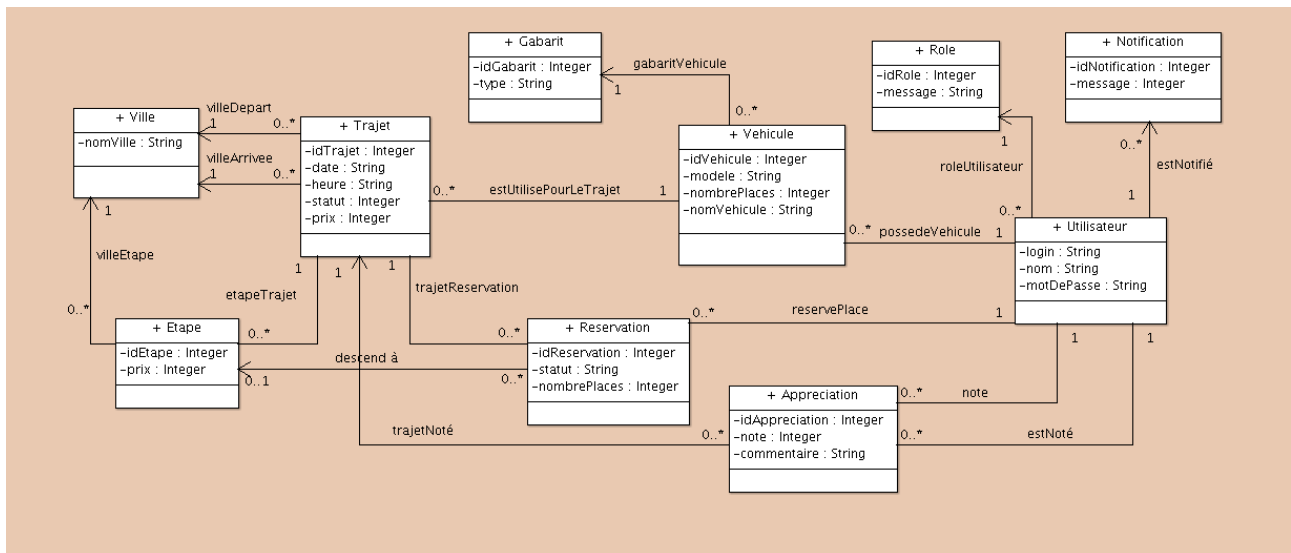 + Gabarit
-idGabarit : Integer
-type : String
gabaritVehicule
1
0..*
+ Role
-idRole : Integer
-message : String
1
roleUtilisateur
0..*
+ Notification
-idNotification : Integer
-message : Integer
0..*
estNotifié
1
+ Ville
-nomVille : String
villeDepart
1
0..*
villeArrivee
1
0..*
+ Trajet
-idTrajet : Integer
-date : String
-heure : String
-statut : Integer
-prix : Integer
0..*
estUtilisePourLeTrajet
1
+ Vehicule
-idVehicule : Integer
-modele : String
-nombrePlaces : Integer
-nomVehicule : String
0..*
possedeVehicule
1
+ Utilisateur
-login : String
-nom : String
-motDePasse : String
1
villeEtape
0..*
1
etapeTrajet
0..*
1
1
trajetReservation
0..*
+ Etape
-idEtape : Integer
-prix : Integer
descend à
0..1
0..*
+ Reservation
-idReservation : Integer
-statut : String
-nombrePlaces : Integer
0..*
reservePlace
1
+ Appreciation
-idAppreciation : Integer
-note : Integer
-commentaire : String
trajetNoté
0..*
0..*
note
1
0..*
estNoté
1